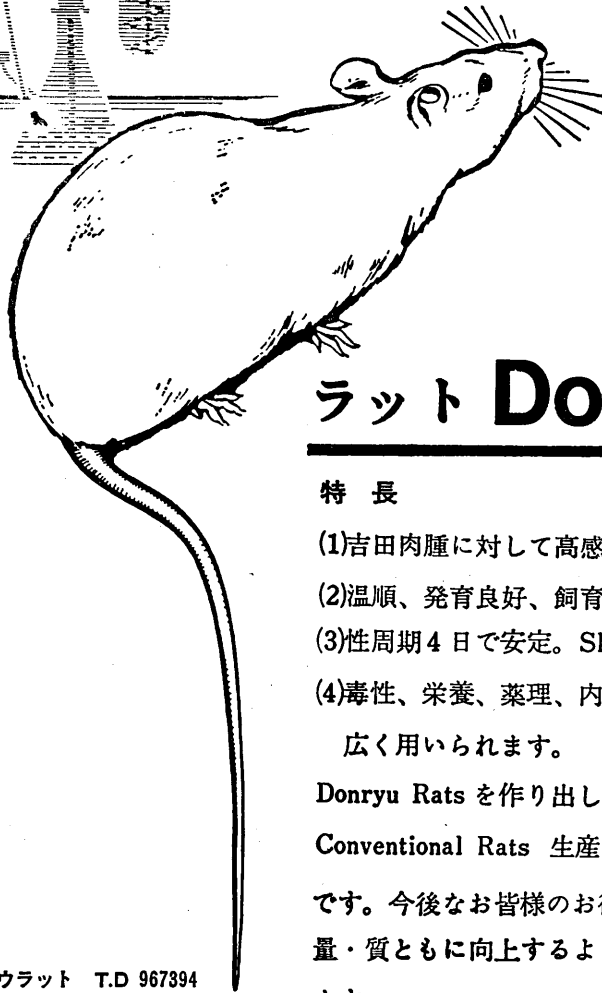 ラット Do
特 長
(1)吉田肉腫に対して高感
(2)温順、発育良好、飼育
(3)性周期4日で安定。S
(4)毒性、栄養、薬理、内
広く用いられます。
Donryu Rats を作り出し
Conventional Rats 生産
です。今後なお皆様のお
量・質ともに向上するよ
ウラット T.D 967394